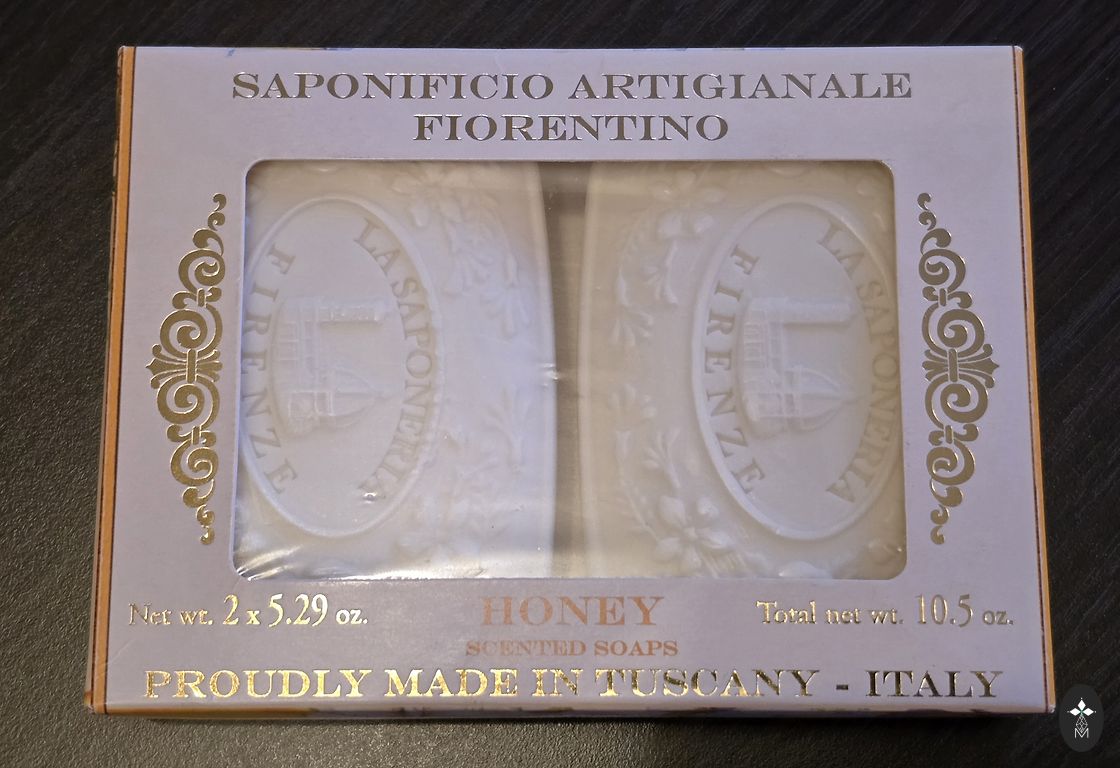 SAPONIFICIO ARTIGIANALE
FIORENTINO
FIRENZE
LA SAPONERIA
FIRENZE
LA SAPONERIA
Net wt. 2 x 5.29 oz.
HONEY
Total net wt. 10.5 oz.
SCENTED SOAPS
PROUDLY MADE IN TUSCANY - ITALY
M